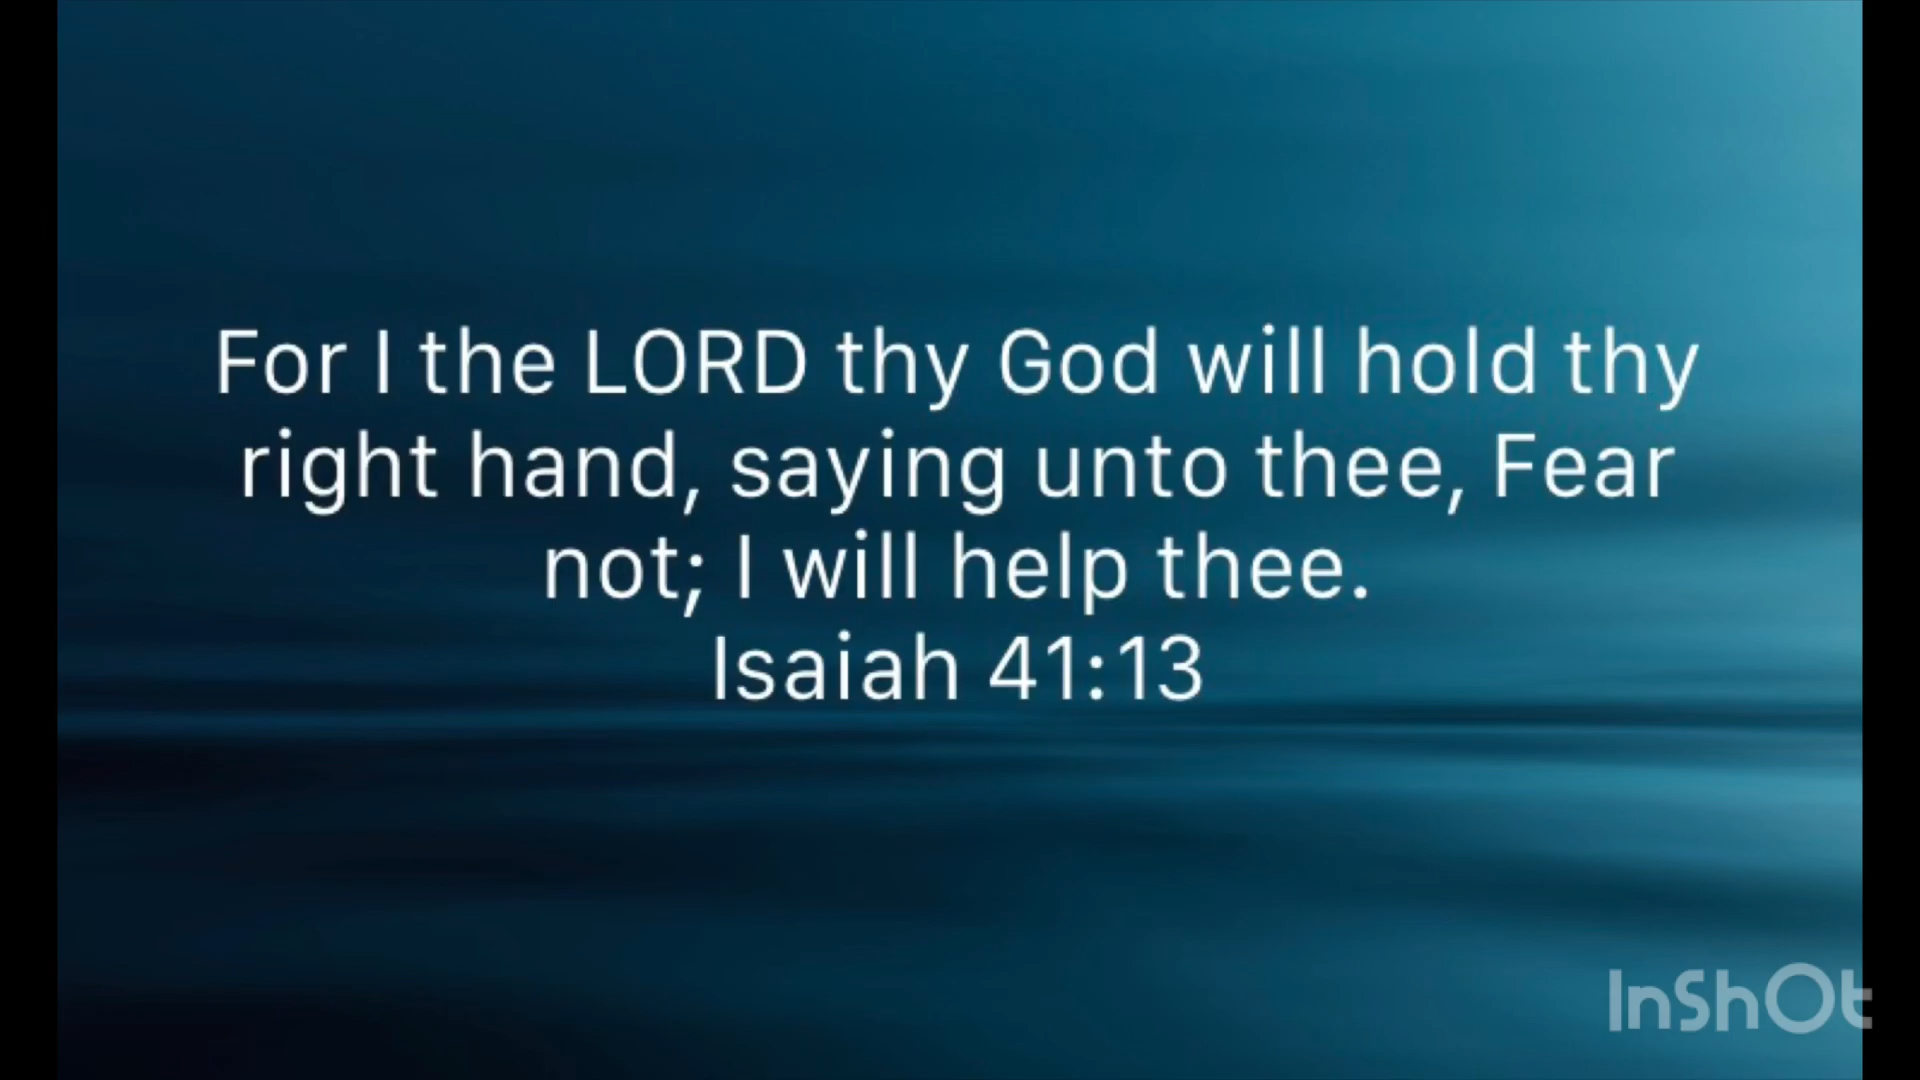 For I the LORD thy God will hold thy
right hand, saying unto thee, Fear
not; I will help thee.
Isaiah 41:13
InShOt